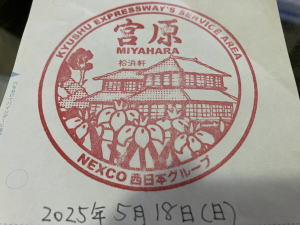 KYUSHU EXPRESSWAY'S SERVICE AREA
宮原
MIYAHARA
松浜軒
NEXCO 西日本グループ
2025年5月18日(日)